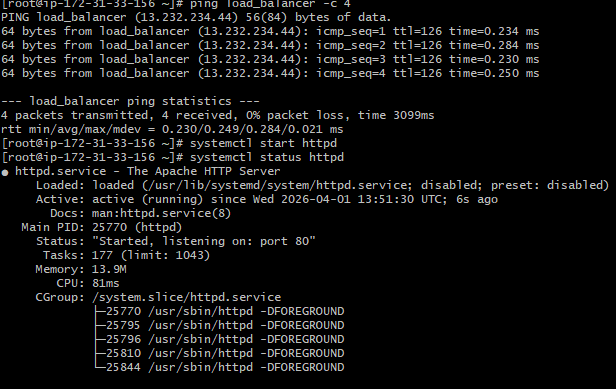 [root@ip-172-31-33-156 ~]# ping load_balancer -c 4
PING load_balancer (13.232.234.44) 56(84) bytes of data.
64 bytes from load_balancer (13.232.234.44): icmp_seq=1 ttl=126 time=0.234 ms
64 bytes from load_balancer (13.232.234.44): icmp_seq=2 ttl=126 time=0.284 ms
64 bytes from load_balancer (13.232.234.44): icmp_seq=3 ttl=126 time=0.230 ms
64 bytes from load_balancer (13.232.234.44): icmp_seq=4 ttl=126 time=0.250 ms

--- load_balancer ping statistics ---
4 packets transmitted, 4 received, 0% packet loss, time 3099ms
rtt min/avg/max/mdev = 0.230/0.249/0.284/0.021 ms
[root@ip-172-31-33-156 ~]# systemctl start httpd
[root@ip-172-31-33-156 ~]# systemctl status httpd
● httpd.service - The Apache HTTP Server
     Loaded: loaded (/usr/lib/systemd/system/httpd.service; disabled; preset: disabled)
     Active: active (running) since Wed 2026-04-01 13:51:30 UTC; 6s ago
       Docs: man:httpd.service(8)
   Main PID: 25770 (httpd)
     Status: "Started, listening on: port 80"
      Tasks: 177 (limit: 1043)
     Memory: 13.9M
        CPU: 81ms
     CGroup: /system.slice/httpd.service
             ├─25770 /usr/sbin/httpd -DFOREGROUND
             ├─25795 /usr/sbin/httpd -DFOREGROUND
             ├─25796 /usr/sbin/httpd -DFOREGROUND
             ├─25810 /usr/sbin/httpd -DFOREGROUND
             └─25844 /usr/sbin/httpd -DFOREGROUND